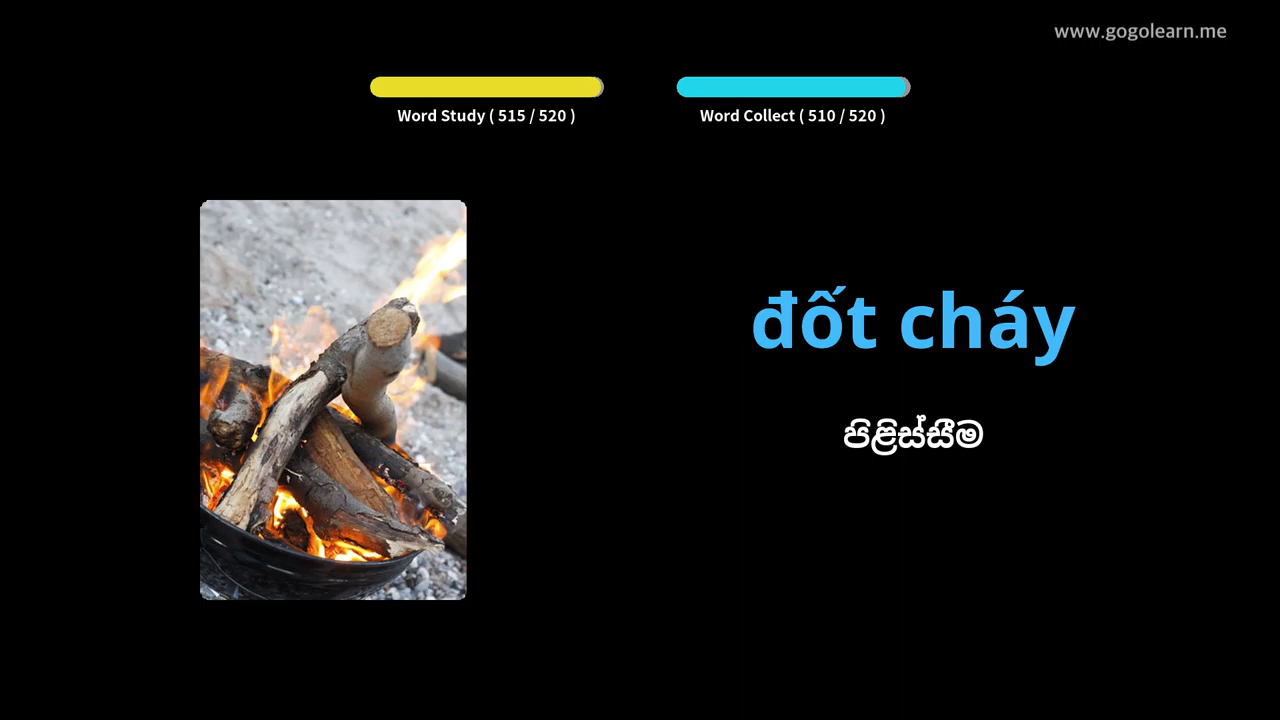 www.gogolearn.me
Word Study ( 515 / 520 )
Word Collect ( 510 / 520 )
đốt cháy
පිළිස්සීම